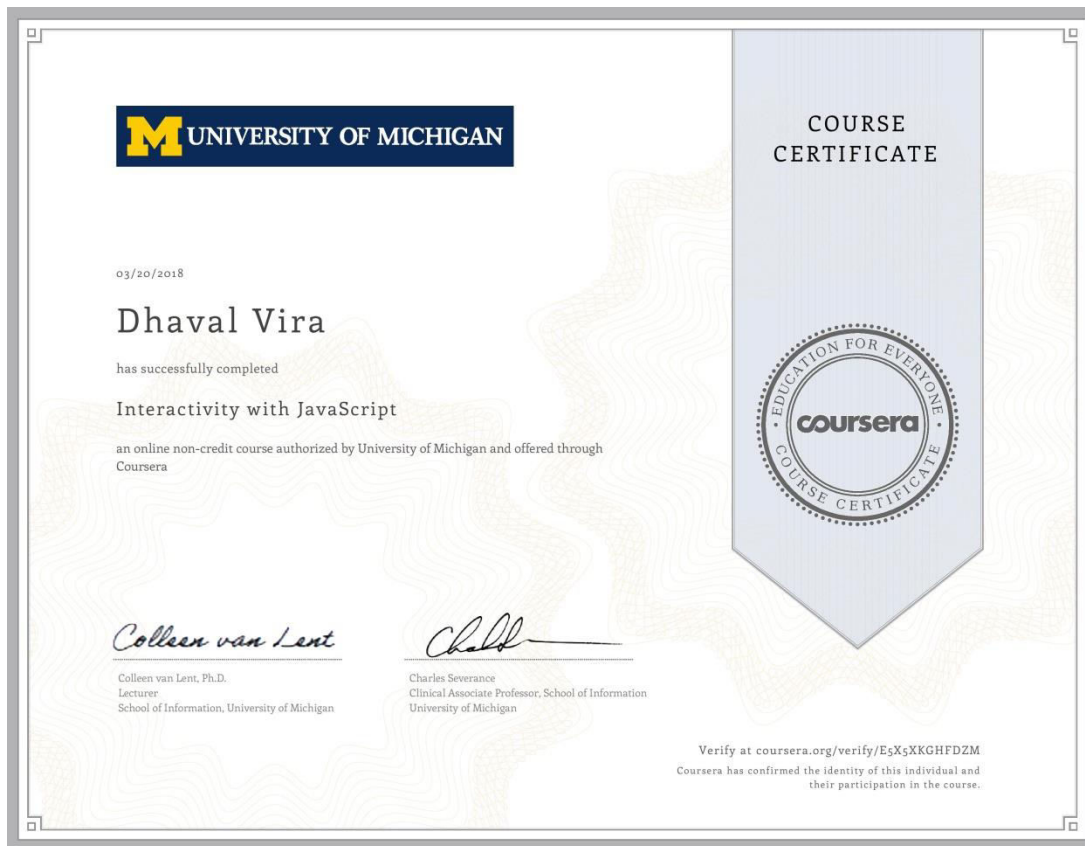 M UNIVERSITY OF MICHIGAN
COURSE
CERTIFICATE
03/20/2018
Dhaval Vira
has successfully completed
Interactivity with JavaScript
an online non-credit course authorized by University of Michigan and offered through
Coursera
EDUCATION FOR EVERYONE
coursera
COURSE CERTIFICATE
Colleen van Lent
Colleen van Lent, Ph.D.
Lecturer
School of Information, University of Michigan
Charles Severance
Clinical Associate Professor, School of Information
University of Michigan
Verify at coursera.org/verify/E5X5XKGHFDZM
Coursera has confirmed the identity of this individual and
their participation in the course.